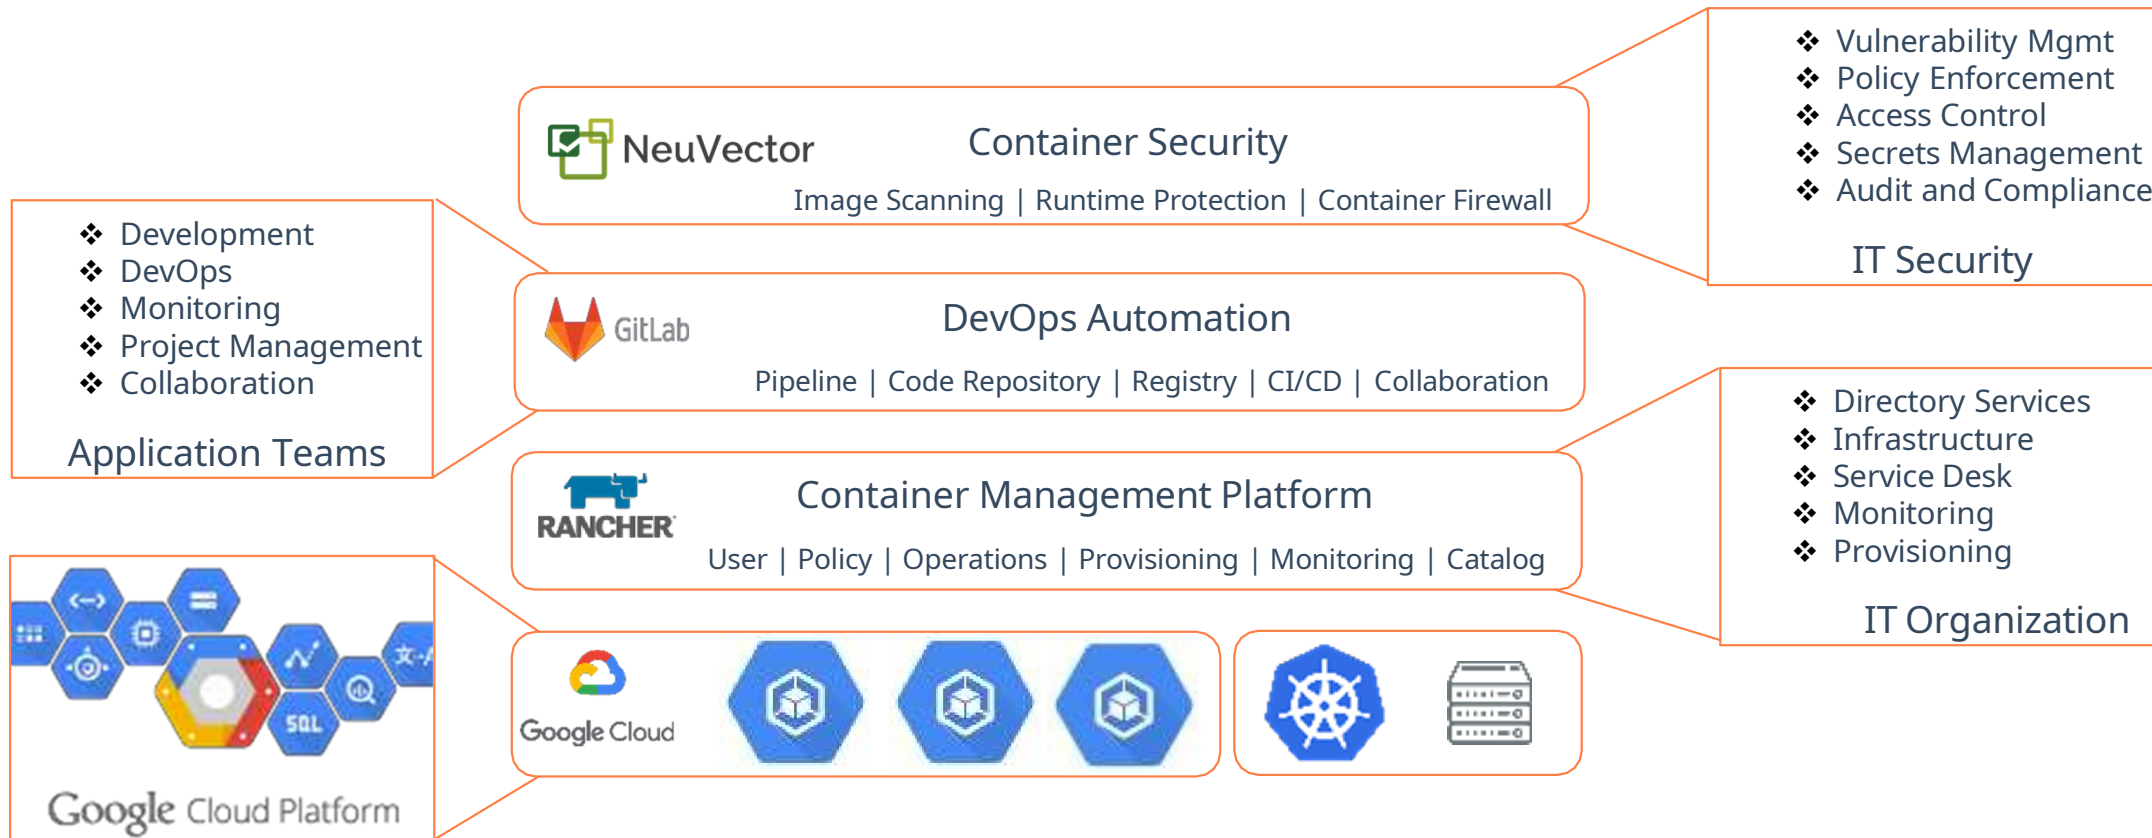 ❖ Vulnerability Mgmt
❖ Policy Enforcement
❖ Access Control
❖ Secrets Management
❖ Audit and Compliance
IT Security
NeuVector
Container Security
Image Scanning | Runtime Protection | Container Firewall
❖ Development
❖ DevOps
❖ Monitoring
❖ Project Management
❖ Collaboration
Application Teams
GitLab
DevOps Automation
Pipeline | Code Repository | Registry | CI/CD | Collaboration
❖ Directory Services
❖ Infrastructure
❖ Service Desk
❖ Monitoring
❖ Provisioning
IT Organization
RANCHER
Container Management Platform
User | Policy | Operations | Provisioning | Monitoring | Catalog
SQL
文
Google Cloud Platform
Google Cloud